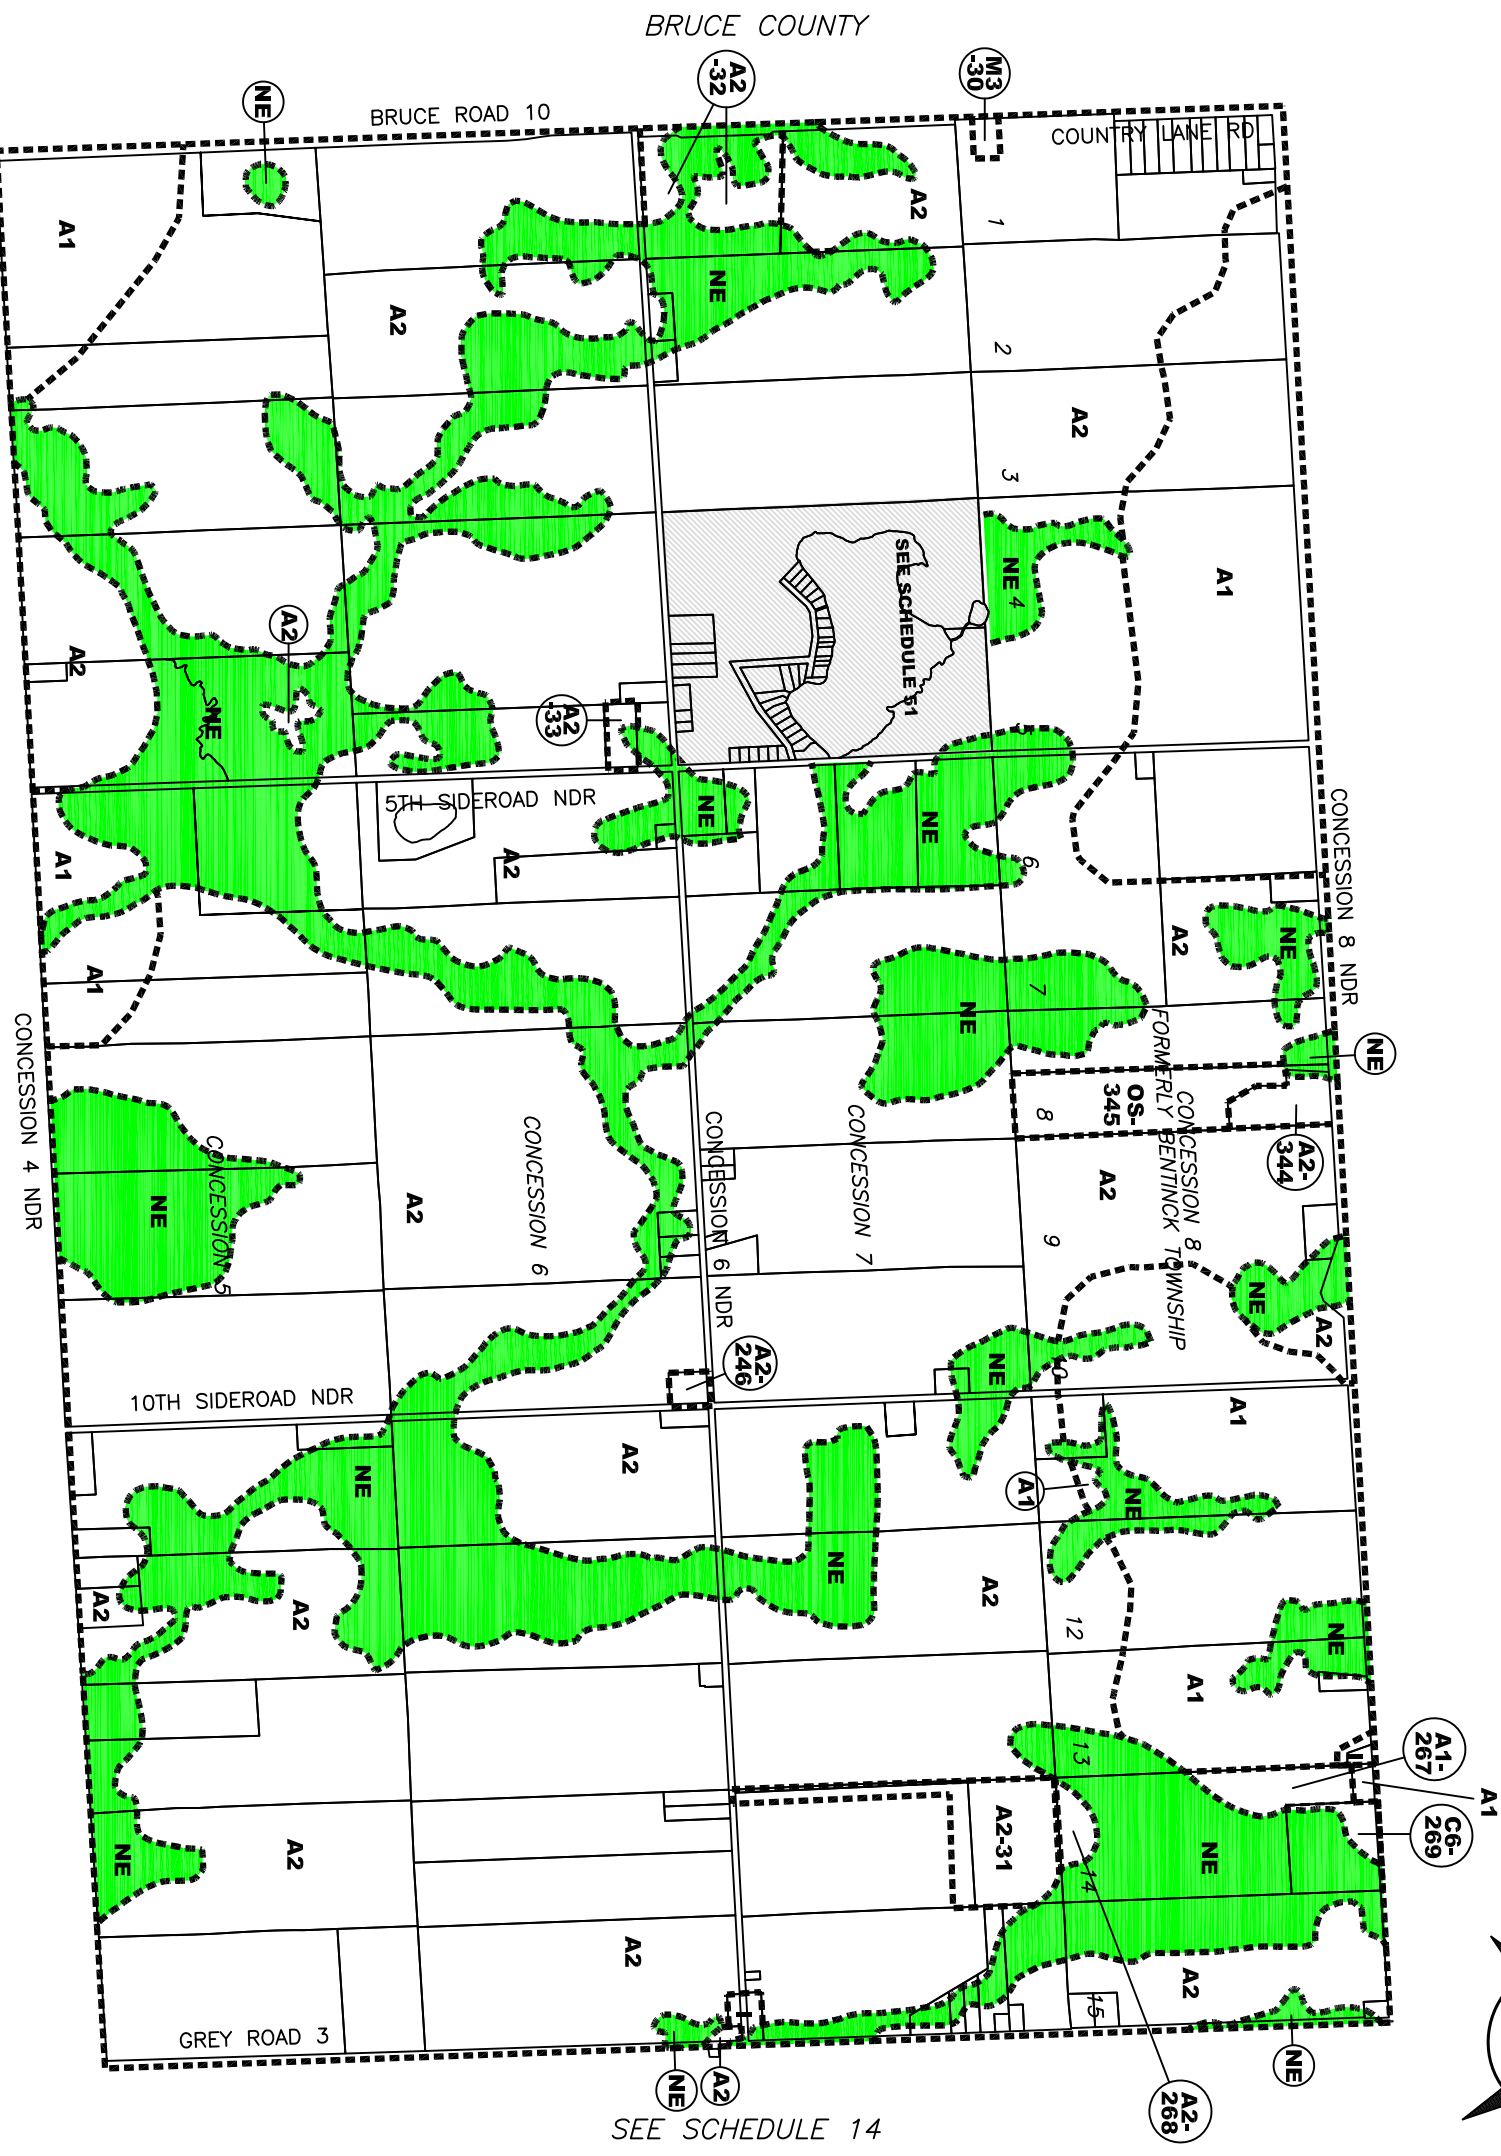 BRUCE COUNTY
BRUCE ROAD 10
COUNTRY LANE RD
NE
A2
-32
M3
-30
A1
A2
NE
A2
1
2
3
A2
A1
NE
4
SEE SCHEDULE 51
A2
A2
NE
A2
-33
5
5TH SIDEROAD NDR
NE
NE
A2
A1
A1
6
CONCESSION 8 NDR
A2
NE
7
NE
NE
FORMERLY BENTINCK TOWNSHIP
CONCESSION 8
OS-
345
A2-
344
8
CONCESSION 4 NDR
CONCESSION 5
NE
A2
CONCESSION 6
CONCESSION 6 NDR
CONCESSION 7
A2
9
NE
A2
A2-
246
NE
10TH SIDEROAD NDR
A1
A2
NE
A1
NE
NE
A2
12
NE
A2
A2
A1
13
A1-
267
A1
C6-
269
A2-31
NE
14
A2
NE
A2
A2
15
GREY ROAD 3
NE
A2
NE
A2-
268
SEE SCHEDULE 14